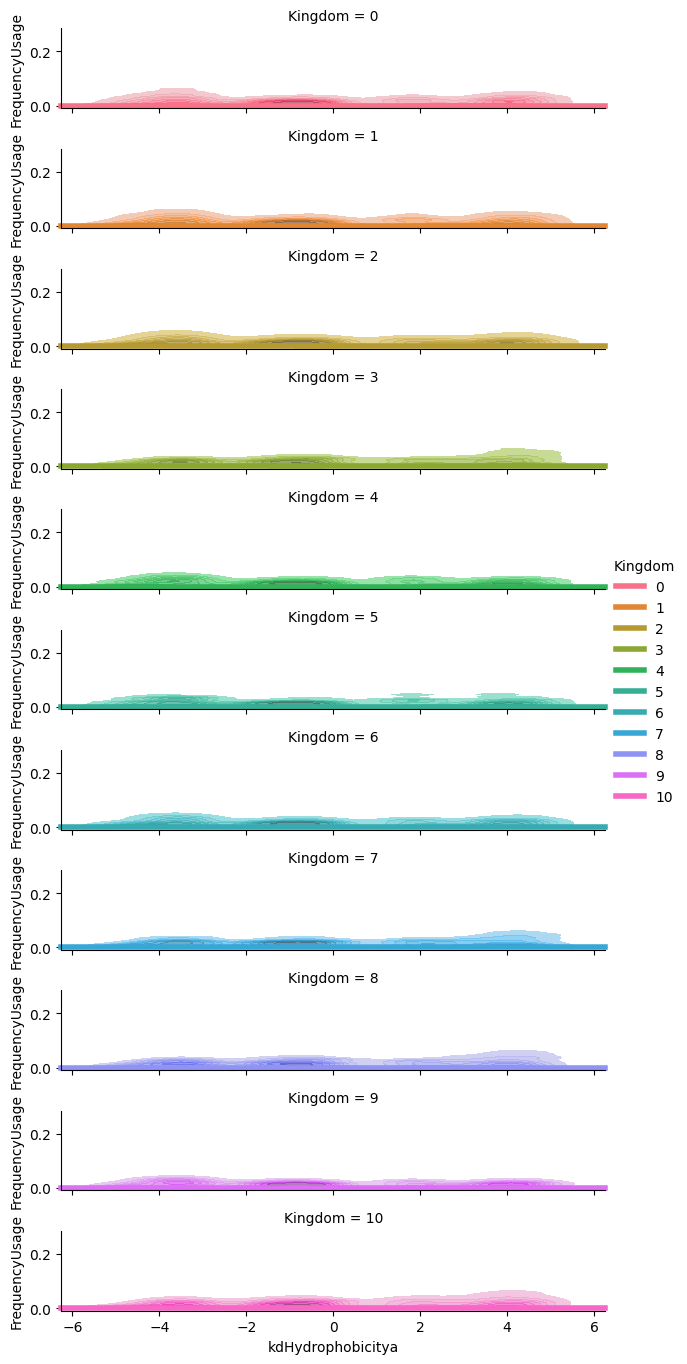 Kingdom = 0
FrequencyUsage
0.2
0.0
Kingdom = 1
FrequencyUsage
0.2
0.0
Kingdom = 2
FrequencyUsage
0.2
0.0
Kingdom = 3
FrequencyUsage
0.2
0.0
Kingdom = 4
FrequencyUsage
0.2
0.0
Kingdom = 5
FrequencyUsage
0.2
0.0
Kingdom = 6
FrequencyUsage
0.2
0.0
Kingdom = 7
FrequencyUsage
0.2
0.0
Kingdom = 8
FrequencyUsage
0.2
0.0
Kingdom = 9
FrequencyUsage
0.2
0.0
Kingdom = 10
FrequencyUsage
0.2
0.0
−6 −4 −2 0 2 4 6
kdHydrophobicitya
Kingdom
0
1
2
3
4
5
6
7
8
9
10